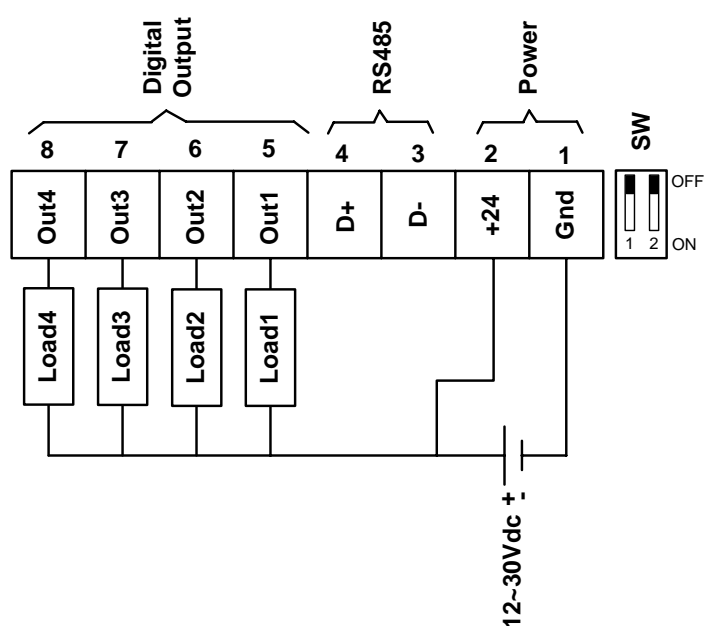 Digital
Output
RS485
Power
SW
8 7 6 5 4 3 2 1
Out4 Out3 Out2 Out1 D+ D- +24 Gnd
OFF
1 2 ON
Load4 Load3 Load2 Load1
12~30Vdc + -